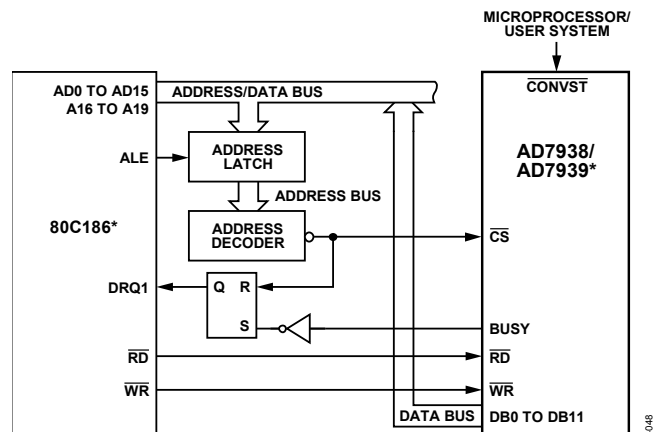 MICROPROCESSOR/
USER SYSTEM
CONVST
AD0 TO AD15
A16 TO A19
ADDRESS/DATA BUS
ALE
ADDRESS
LATCH
AD7938/
AD7939*
ADDRESS BUS
80C186*
ADDRESS
DECODER
CS
DRQ1
Q R
S
BUSY
RD
RD
WR
WR
DATA BUS
DB0 TO DB11